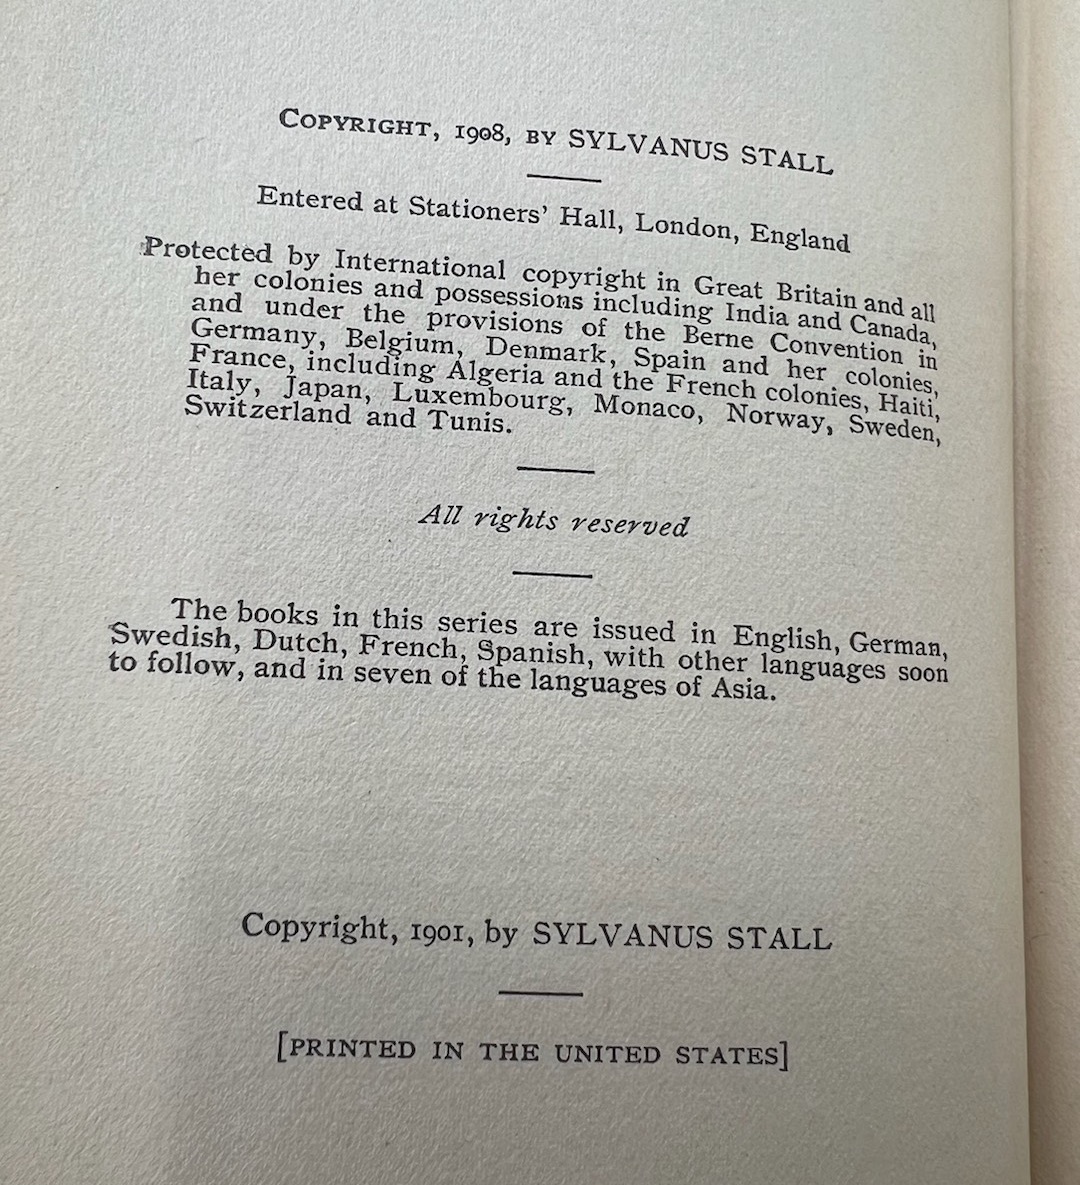 COPYRIGHT, 1908, BY SYLVANUS STALL
Entered at Stationers' Hall, London, England
Protected by International copyright in Great Britain and all
her colonies and possessions including India and Canada,
and under the provisions of the Berne Convention in
Germany, Belgium, Denmark, Spain and her colonies,
France, including Algeria and the French colonies, Haiti,
Italy, Japan, Luxembourg, Monaco, Norway, Sweden,
Switzerland and Tunis.
All rights reserved
The books in this series are issued in English, German,
Swedish, Dutch, French, Spanish, with other languages soon
to follow, and in seven of the languages of Asia.
Copyright, 1901, by SYLVANUS STALL
[PRINTED IN THE UNITED STATES]